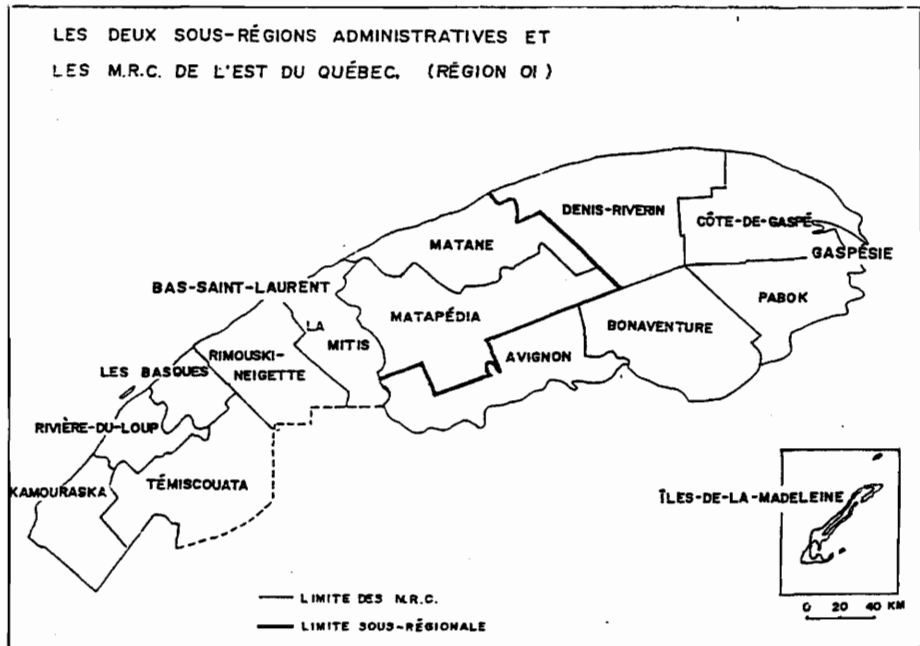 LES DEUX SOUS-RÉGIONS ADMINISTRATIVES ET
LES M.R.C. DE L'EST DU QUÉBEC. (RÉGION 01)
DENIS-RIVERIN
CÔTE-DE-GASPÉ
MATANE
GASPÉSIE
BAS-SAINT-LAURENT
PABOK
MATAPÉDIA
LA
MITIS
BONAVENTURE
AVIGNON
RIMOUSKI-
NEIGETTE
LES BASQUES
RIVIÈRE-DU-LOUP
TÉMISCOUATA
KAMOURASKA
ÎLES-DE-LA-MADELEINE
LIMITE DES M.R.C.
LIMITE SOUS-RÉGIONALE
0 20 40 KM